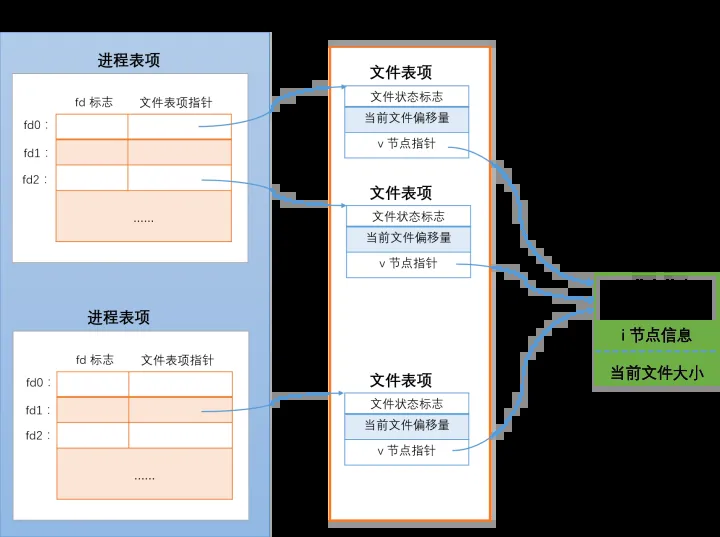 进程表项
fd 标志 文件表项指针
fd0：
fd1：
fd2：
......
进程表项
fd 标志 文件表项指针
fd0：
fd1：
fd2：
......
文件表项
文件状态标志
当前文件偏移量
v 节点指针
文件表项
文件状态标志
当前文件偏移量
v 节点指针
文件表项
文件状态标志
当前文件偏移量
v 节点指针
i 节点信息
当前文件大小